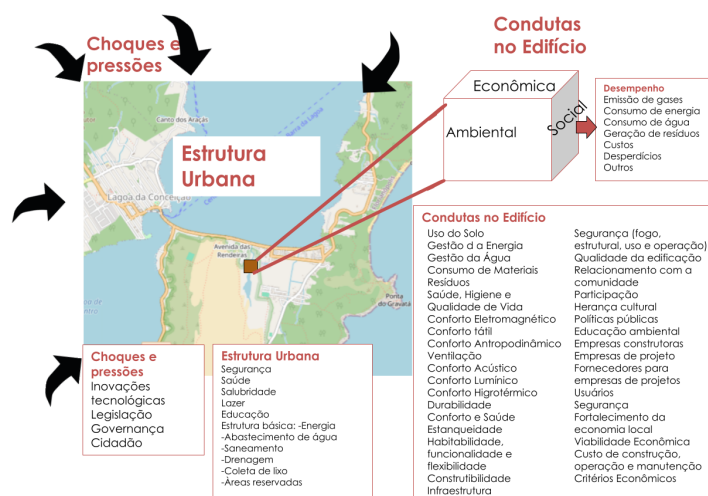 Choques e
pressões
Condutas
no Edifício
Econômica
Ambiental
Social
Desempenho
Emissão de gases
Consumo de energia
Consumo de água
Geração de resíduos
Custos
Desperdícios
Outros
Canto dos Araças
Estrutura
Urbana
Lagoa da Conceição
Avenida das
Rendeiras
Ponta
do Gravatá
Condutas no Edifício
Uso do Solo
Gestão d a Energia
Gestão da Água
Consumo de Materiais
Resíduos
Saúde, Higiene e
Qualidade de Vida
Conforto Eletromagnético
Conforto tátil
Conforto Antropodinâmico
Ventilação
Conforto Acústico
Conforto Lumínico
Conforto Higrotérmico
Durabilidade
Conforto e Saúde
Estanqueidade
Habitabilidade,
funcionalidade e
flexibilidade
Construtibilidade
Infraestrutura
Segurança (fogo,
estrutural, uso e operação)
Qualidade da edificação
Relacionamento com a
comunidade
Participação
Herança cultural
Políticas públicas
Educação ambiental
Empresas construtoras
Empresas de projeto
Fornecedores para
empresas de projetos
Usuários
Segurança
Fortalecimento da
economia local
Viabilidade Econômica
Custo de construção,
operação e manutenção
Critérios Econômicos
Choques e
pressões
Inovações
tecnológicas
Legislação
Governança
Cidadão
Estrutura Urbana
Segurança
Saúde
Salubridade
Lazer
Educação
Estrutura básica: -Energia
-Abastecimento de água
-Saneamento
-Drenagem
-Coleta de lixo
-Àreas reservadas